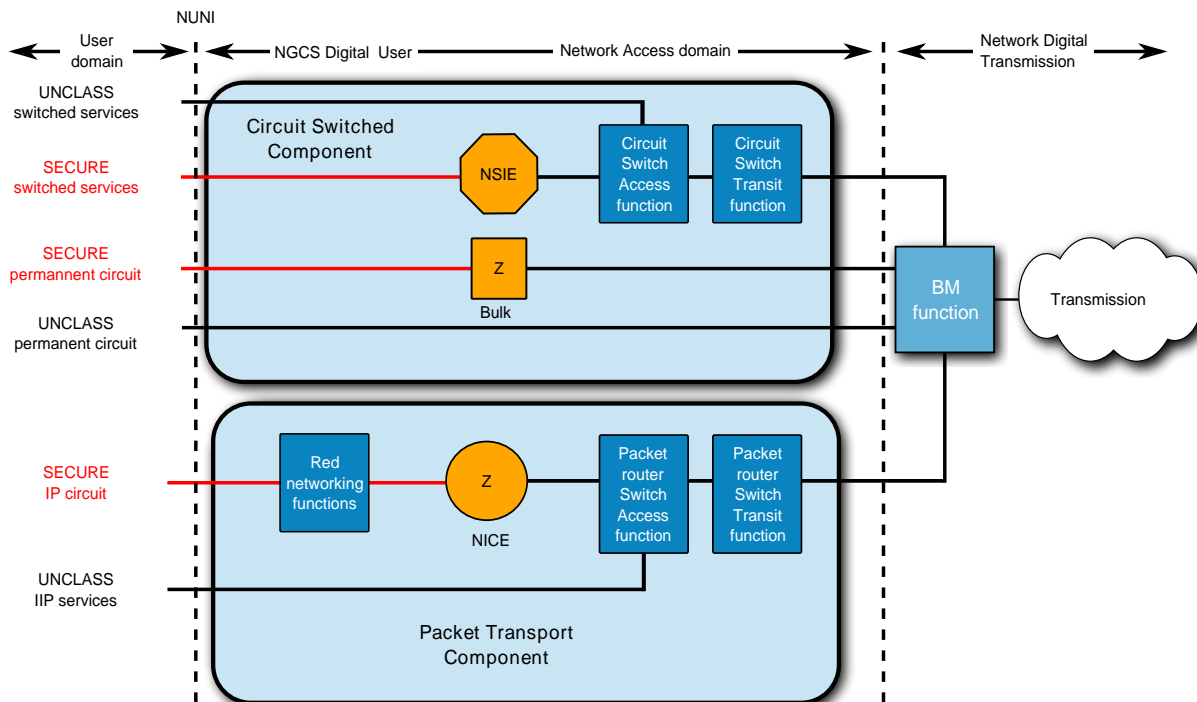 NUNI
User
domain
NGCS Digital User
Network Access domain
Network Digital
Transmission
UNCLASS
switched services
Circuit Switched
Component
SECURE
switched services
NSIE
Circuit
Switch
Access
function
Circuit
Switch
Transit
function
SECURE
permannent circuit
Z
Bulk
UNCLASS
permanent circuit
BM
function
Transmission
SECURE
IP circuit
Red
networking
functions
Z
NICE
Packet
router
Switch
Access
function
Packet
router
Switch
Transit
function
UNCLASS
IIP services
Packet Transport
Component